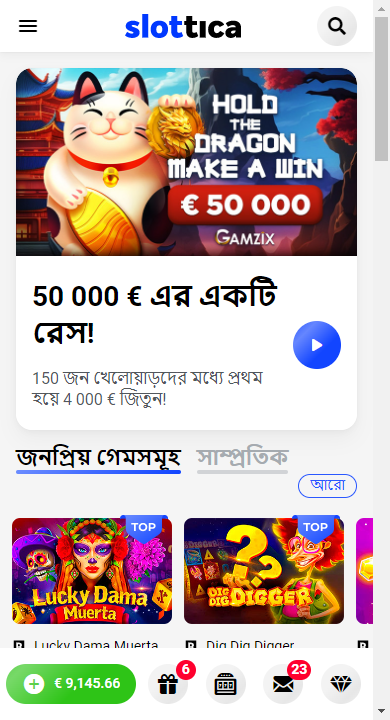 slottica
HOLD
THE
DRAGON
MAKE A WIN
€ 50 000
GAMZIX
50 000 € এর একটি
রেস!
150 জন খেলোয়াড়দের মধ্যে প্রথম
হয়ে 4 000 € জিতুন!
জনপ্রিয় গেমসমূহ সাম্প্রতিক
আরো
TOP TOP
Lucky Dama
Muerta
DIG DIG
DIGGER
Lucky Dama Muerta Dig Dig Digger
€ 9,145.66 6 23